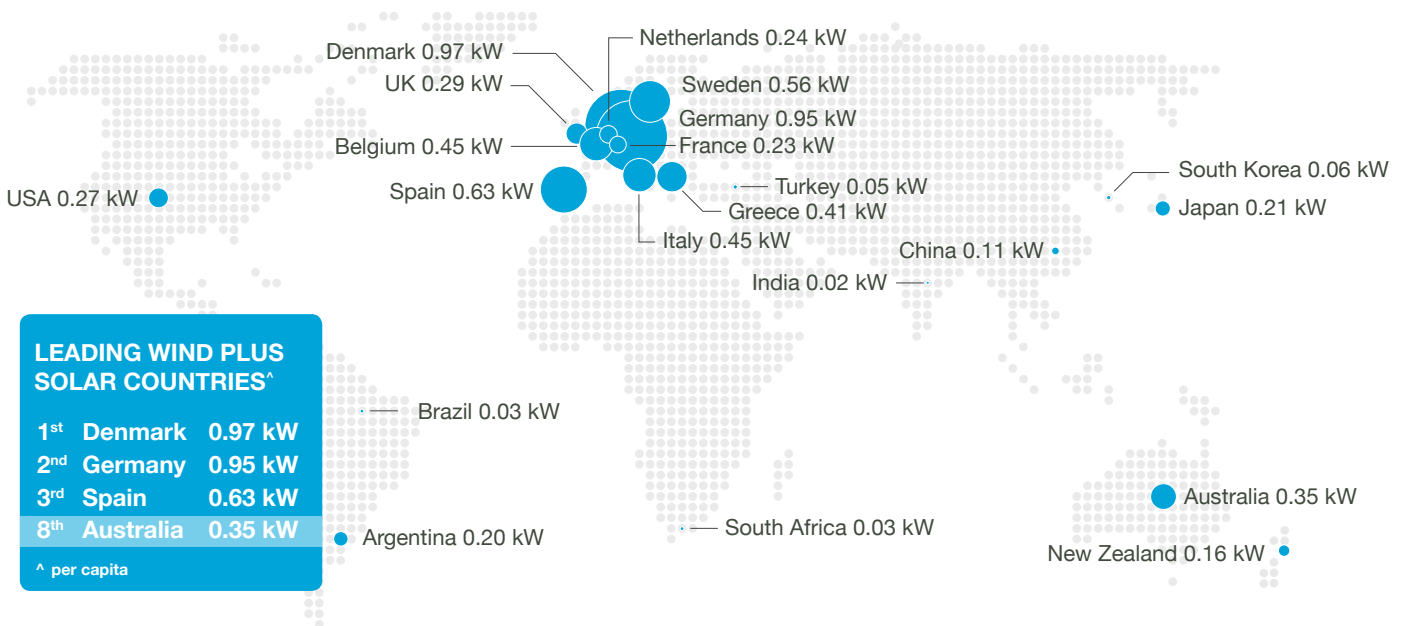 Netherlands 0.24 kW
Denmark 0.97 kW
UK 0.29 kW
Sweden 0.56 kW
Germany 0.95 kW
Belgium 0.45 kW
France 0.23 kW
South Korea 0.06 kW
USA 0.27 kW
Spain 0.63 kW
Turkey 0.05 kW
Greece 0.41 kW
Japan 0.21 kW
Italy 0.45 kW
China 0.11 kW
India 0.02 kW
LEADING WIND PLUS
SOLAR COUNTRIES^
1st Denmark 0.97 kW
2nd Germany 0.95 kW
3rd Spain 0.63 kW
8th Australia 0.35 kW
^ per capita
Brazil 0.03 kW
Argentina 0.20 kW
South Africa 0.03 kW
Australia 0.35 kW
New Zealand 0.16 kW